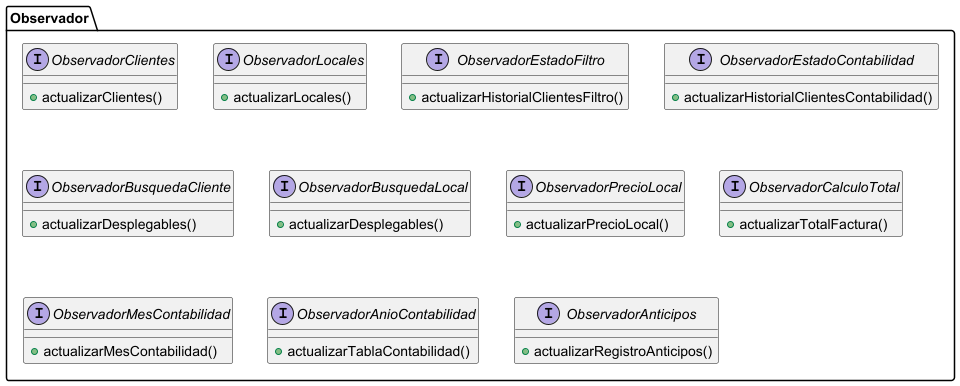 Observador
I ObservadorClientes
actualizarClientes()
I ObservadorLocales
actualizarLocales()
I ObservadorEstadoFiltro
actualizarHistorialClientesFiltro()
I ObservadorEstadoContabilidad
actualizarHistorialClientesContabilidad()
I ObservadorBusquedaCliente
actualizarDesplegables()
I ObservadorBusquedaLocal
actualizarDesplegables()
I ObservadorPrecioLocal
actualizarPrecioLocal()
I ObservadorCalculoTotal
actualizarTotalFactura()
I ObservadorMesContabilidad
actualizarMesContabilidad()
I ObservadorAnioContabilidad
actualizarTablaContabilidad()
I ObservadorAnticipos
actualizarRegistroAnticipos()